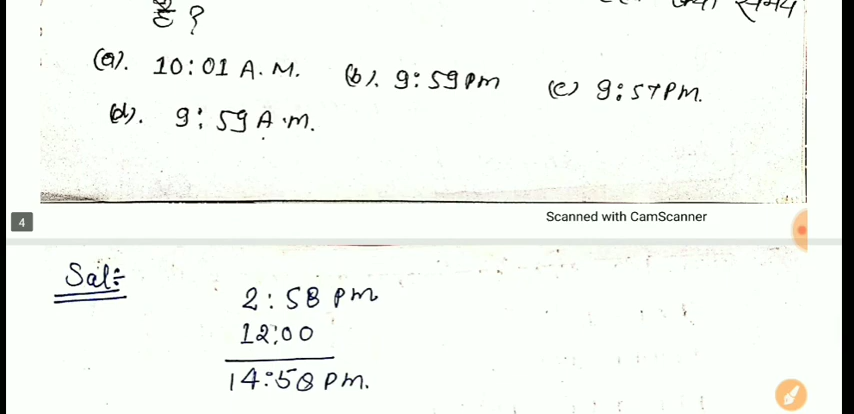 है ?
समय
(a). 10:01 A.M. (b). 9:59 PM (c) 9:57 PM.
(d). 9:59 A.M.
4
Scanned with CamScanner
Sol:-
2:58 PM
12:00
14:58 PM.